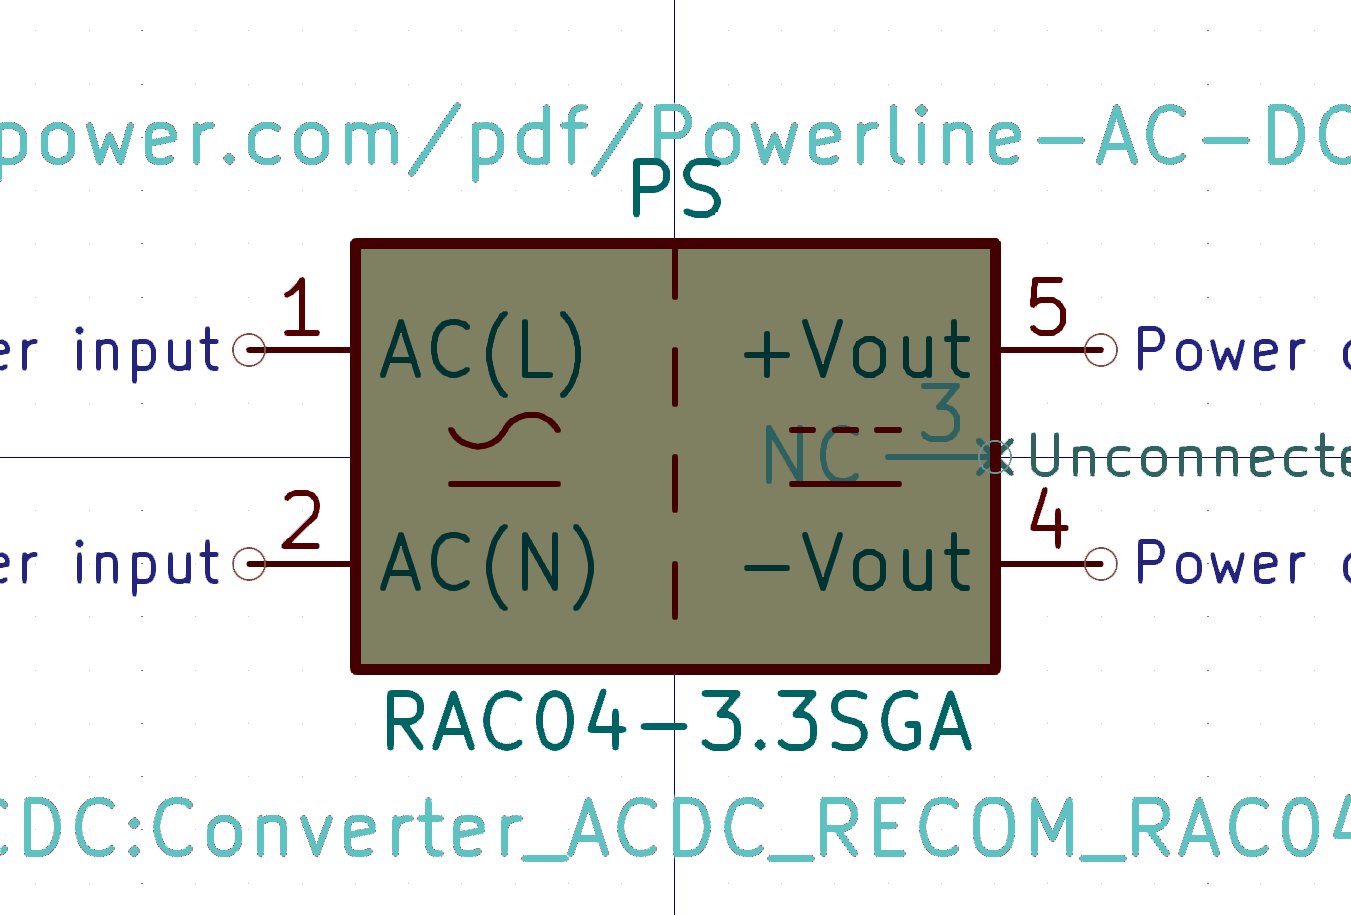 power.com/pdf/Powerline-AC-DC
PS
1 5
er input AC(L) +Vout Power
3
NC Unconnecte
2 4
er input AC(N) -Vout Power
RAC04-3.3SGA
CDC:Converter_ACDC_RECOM_RAC04